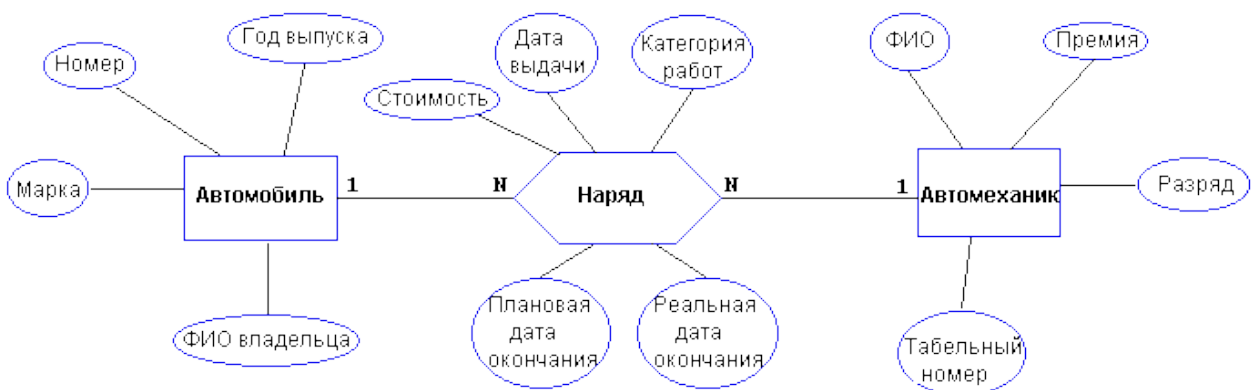 Год выпуска
Номер
Марка
Автомобиль
ФИО владельца
1
N
Стоимость
Дата
выдачи
Категория
работ
Наряд
Плановая
дата
окончания
Реальная
дата
окончания
N
1
ФИО
Премия
Автомеханик
Разряд
Табельный
номер